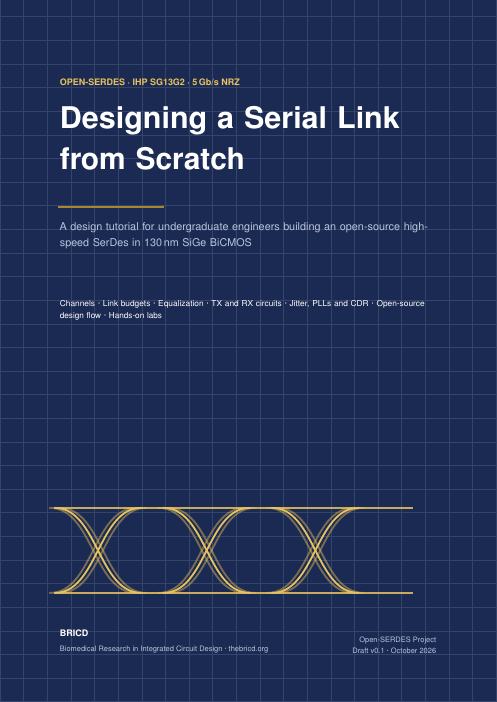 OPEN-SERDES · IHP SG13G2 · 5 Gb/s NRZ
Designing a Serial Link
from Scratch
A design tutorial for undergraduate engineers building an open-source high-
speed SerDes in 130 nm SiGe BiCMOS
Channels · Link budgets · Equalization · TX and RX circuits · Jitter, PLLs and CDR · Open-source
design flow · Hands-on labs
BRICD
Biomedical Research in Integrated Circuit Design · thebricd.org
Open-SERDES Project
Draft v0.1 · October 2026